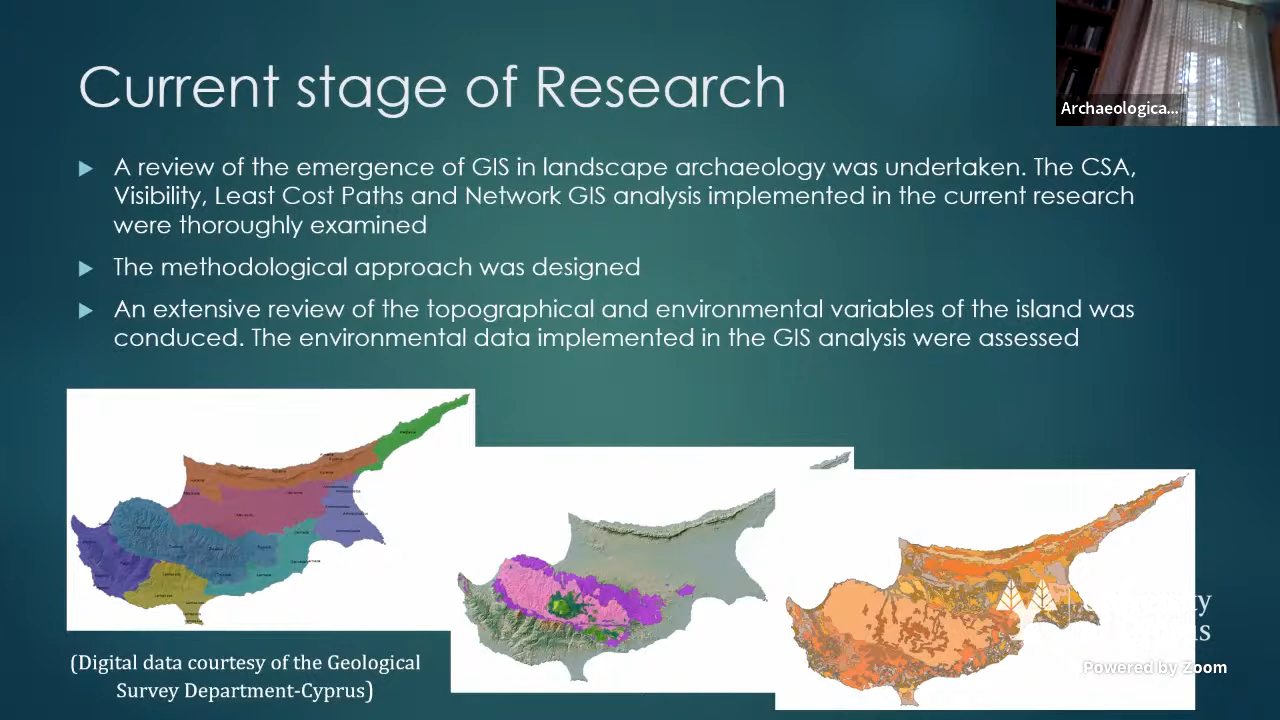 Current stage of Research
Archaeologica...
A review of the emergence of GIS in landscape archaeology was undertaken. The CSA,
Visibility, Least Cost Paths and Network GIS analysis implemented in the current research
were thoroughly examined
The methodological approach was designed
An extensive review of the topographical and environmental variables of the island was
conduced. The environmental data implemented in the GIS analysis were assessed
(Digital data courtesy of the Geological
Survey Department-Cyprus)
Powered by Zoom